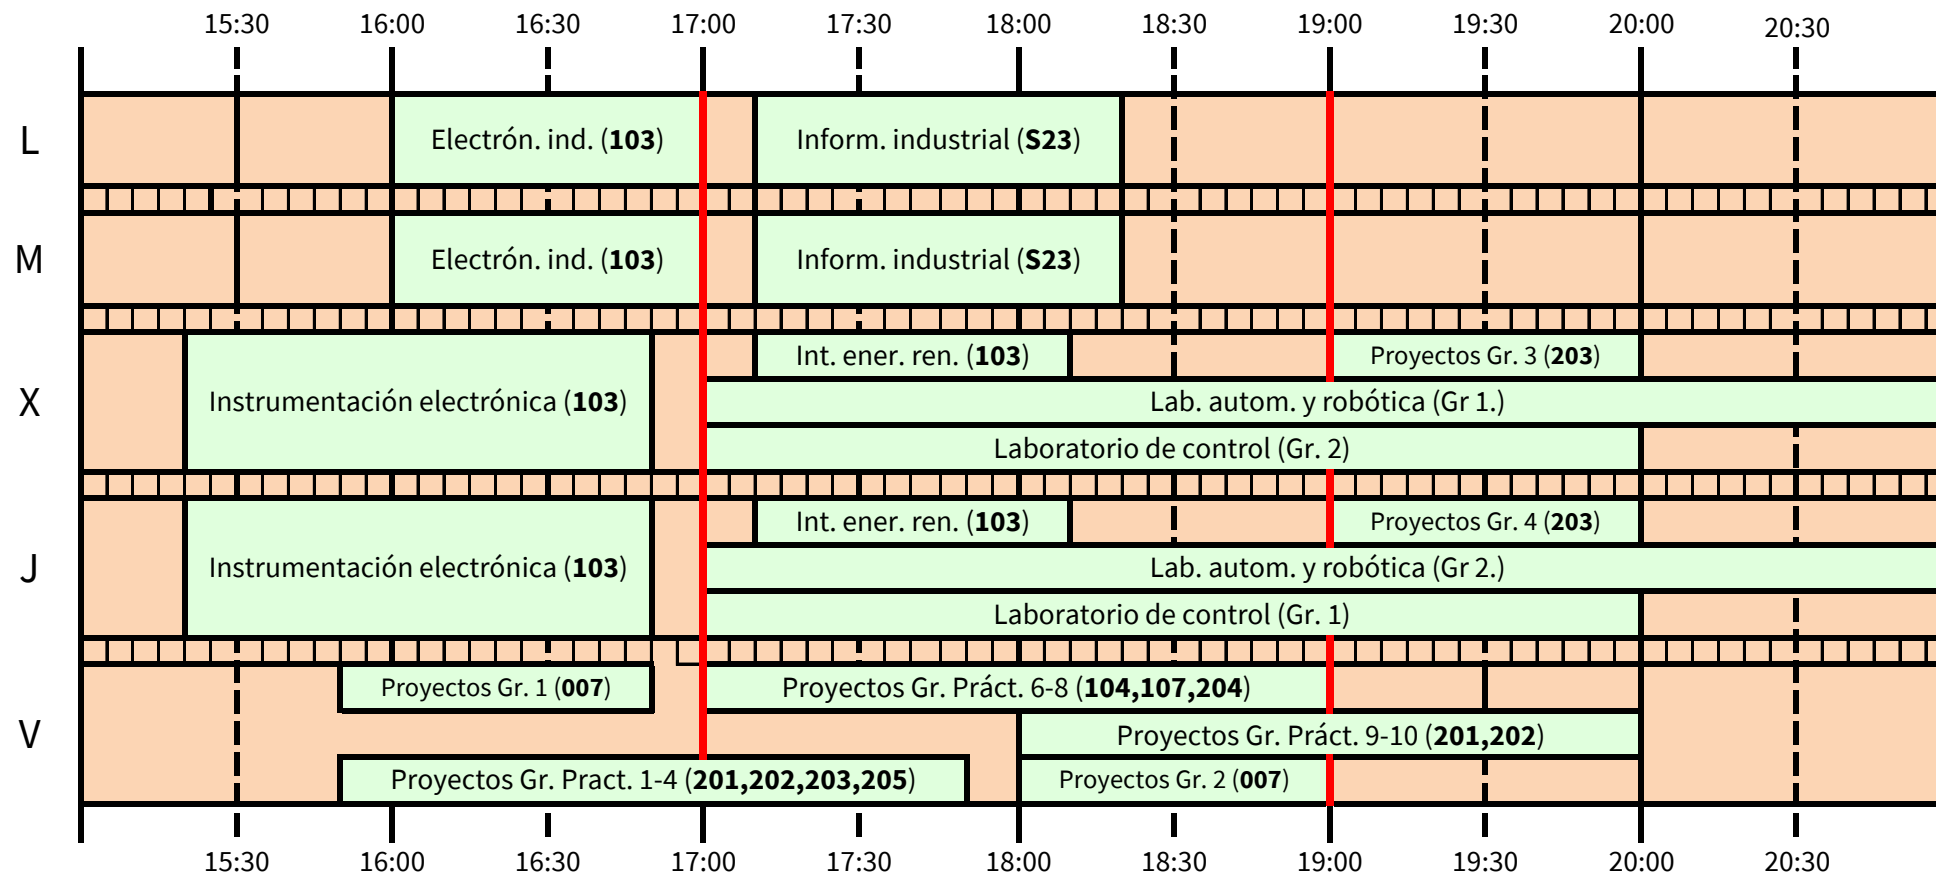 15:30 16:00 16:30 17:00 17:30 18:00 18:30 19:00 19:30 20:00 20:30
L
Electrón. ind. (103)
Inform. industrial (S23)
M
Electrón. ind. (103)
Inform. industrial (S23)
X
Instrumentación electrónica (103)
Int. ener. ren. (103)
Proyectos Gr. 3 (203)
Lab. autom. y robótica (Gr 1.)
Laboratorio de control (Gr. 2)
J
Instrumentación electrónica (103)
Int. ener. ren. (103)
Proyectos Gr. 4 (203)
Lab. autom. y robótica (Gr 2.)
Laboratorio de control (Gr. 1)
V
Proyectos Gr. 1 (007)
Proyectos Gr. Práct. 6-8 (104,107,204)
Proyectos Gr. Práct. 9-10 (201,202)
Proyectos Gr. Pract. 1-4 (201,202,203,205)
Proyectos Gr. 2 (007)
15:30 16:00 16:30 17:00 17:30 18:00 18:30 19:00 19:30 20:00 20:30